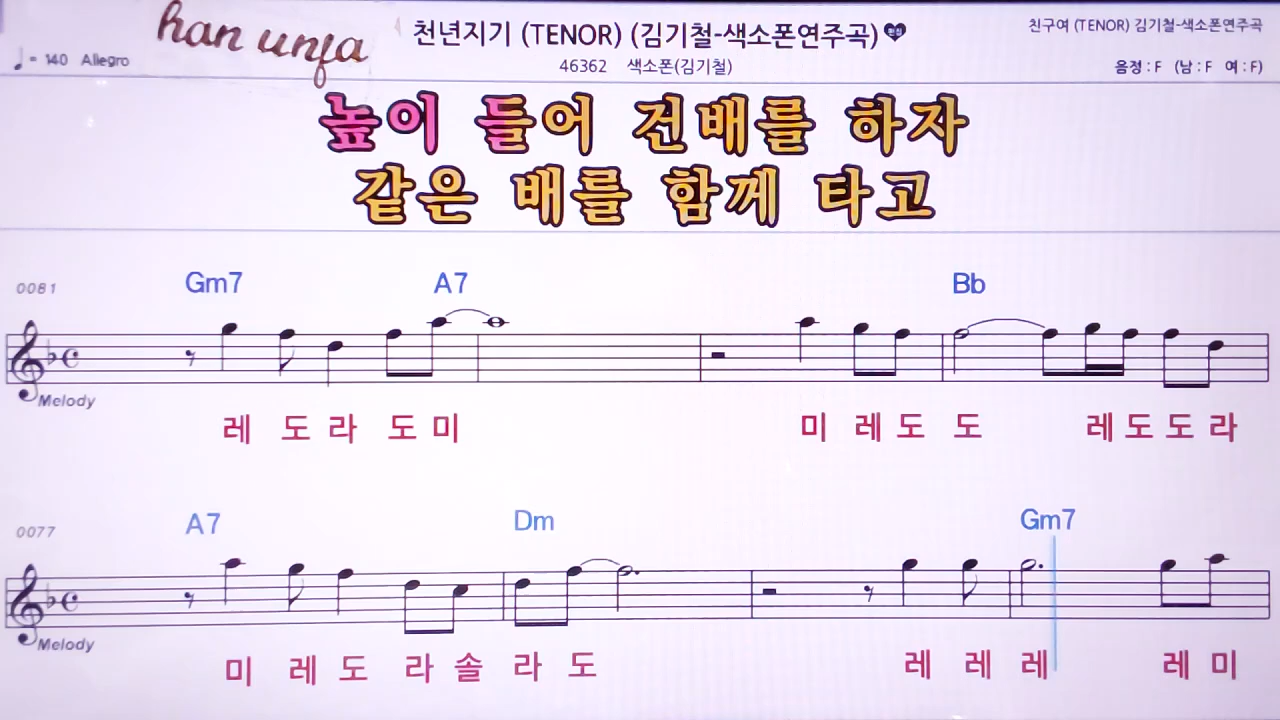 han unja
천년지기 (TENOR) (김기철-색소폰연주곡)
친구여 (TENOR) 김기철-색소폰연주곡
♩= 140 Allegro
46362 색소폰(김기철)
음정 : F (남 : F 여 : F)
높이 들어 건배를 하자
같은 배를 함께 타고
0081 Gm7 A7 Bb
Melody
레 도 라 도 미 미 레 도 도 레 도 도 라
0077 A7 Dm Gm7
Melody
미 레 도 라 솔 라 도 레 레 레 레 미